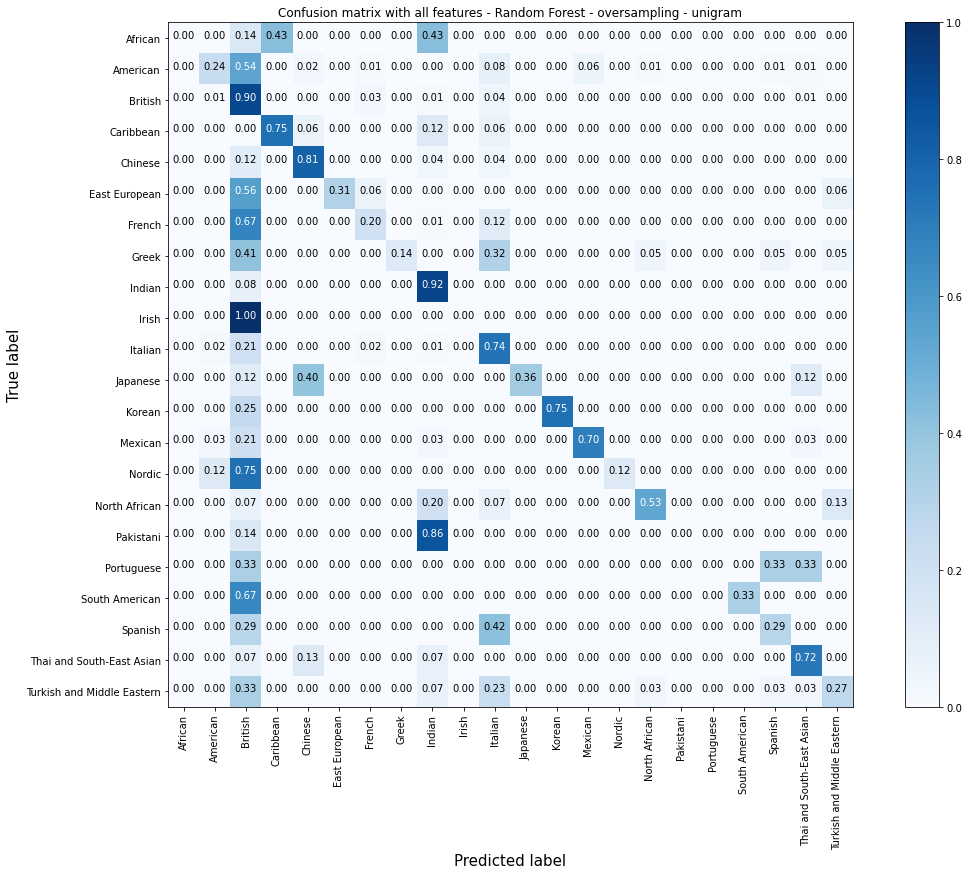 Confusion matrix with all features - Random Forest - oversampling - unigram
African 0.00 0.00 0.14 0.43 0.00 0.00 0.00 0.00 0.43 0.00 0.00 0.00 0.00 0.00 0.00 0.00 0.00 0.00 0.00 0.00 0.00 0.00
American 0.00 0.24 0.54 0.00 0.02 0.00 0.01 0.00 0.00 0.00 0.08 0.00 0.00 0.06 0.00 0.01 0.00 0.00 0.00 0.01 0.01 0.00
British 0.00 0.01 0.90 0.00 0.00 0.00 0.03 0.00 0.01 0.00 0.04 0.00 0.00 0.00 0.00 0.00 0.00 0.00 0.00 0.00 0.01 0.00
Caribbean 0.00 0.00 0.00 0.75 0.06 0.00 0.00 0.00 0.12 0.00 0.06 0.00 0.00 0.00 0.00 0.00 0.00 0.00 0.00 0.00 0.00 0.00
Chinese 0.00 0.00 0.12 0.00 0.81 0.00 0.00 0.00 0.04 0.00 0.04 0.00 0.00 0.00 0.00 0.00 0.00 0.00 0.00 0.00 0.00 0.00
East European 0.00 0.00 0.56 0.00 0.00 0.31 0.06 0.00 0.00 0.00 0.00 0.00 0.00 0.00 0.00 0.00 0.00 0.00 0.00 0.00 0.00 0.06
French 0.00 0.00 0.67 0.00 0.00 0.00 0.20 0.00 0.01 0.00 0.12 0.00 0.00 0.00 0.00 0.00 0.00 0.00 0.00 0.00 0.00 0.00
Greek 0.00 0.00 0.41 0.00 0.00 0.00 0.00 0.14 0.00 0.00 0.32 0.00 0.00 0.00 0.00 0.05 0.00 0.00 0.00 0.05 0.00 0.05
Indian 0.00 0.00 0.08 0.00 0.00 0.00 0.00 0.00 0.92 0.00 0.00 0.00 0.00 0.00 0.00 0.00 0.00 0.00 0.00 0.00 0.00 0.00
Irish 0.00 0.00 1.00 0.00 0.00 0.00 0.00 0.00 0.00 0.00 0.00 0.00 0.00 0.00 0.00 0.00 0.00 0.00 0.00 0.00 0.00 0.00
Italian 0.00 0.02 0.21 0.00 0.00 0.00 0.02 0.00 0.01 0.00 0.74 0.00 0.00 0.00 0.00 0.00 0.00 0.00 0.00 0.00 0.00 0.00
Japanese 0.00 0.00 0.12 0.00 0.40 0.00 0.00 0.00 0.00 0.00 0.00 0.36 0.00 0.00 0.00 0.00 0.00 0.00 0.00 0.00 0.12 0.00
Korean 0.00 0.00 0.25 0.00 0.00 0.00 0.00 0.00 0.00 0.00 0.00 0.00 0.75 0.00 0.00 0.00 0.00 0.00 0.00 0.00 0.00 0.00
Mexican 0.00 0.03 0.21 0.00 0.00 0.00 0.00 0.00 0.03 0.00 0.00 0.00 0.00 0.70 0.00 0.00 0.00 0.00 0.00 0.00 0.03 0.00
Nordic 0.00 0.12 0.75 0.00 0.00 0.00 0.00 0.00 0.00 0.00 0.00 0.00 0.00 0.00 0.12 0.00 0.00 0.00 0.00 0.00 0.00 0.00
North African 0.00 0.00 0.07 0.00 0.00 0.00 0.00 0.00 0.20 0.00 0.07 0.00 0.00 0.00 0.00 0.53 0.00 0.00 0.00 0.00 0.00 0.13
Pakistani 0.00 0.00 0.14 0.00 0.00 0.00 0.00 0.00 0.86 0.00 0.00 0.00 0.00 0.00 0.00 0.00 0.00 0.00 0.00 0.00 0.00 0.00
Portuguese 0.00 0.00 0.33 0.00 0.00 0.00 0.00 0.00 0.00 0.00 0.00 0.00 0.00 0.00 0.00 0.00 0.00 0.00 0.00 0.33 0.33 0.00
South American 0.00 0.00 0.67 0.00 0.00 0.00 0.00 0.00 0.00 0.00 0.00 0.00 0.00 0.00 0.00 0.00 0.00 0.00 0.33 0.00 0.00 0.00
Spanish 0.00 0.00 0.29 0.00 0.00 0.00 0.00 0.00 0.00 0.00 0.42 0.00 0.00 0.00 0.00 0.00 0.00 0.00 0.00 0.29 0.00 0.00
Thai and South-East Asian 0.00 0.00 0.07 0.00 0.13 0.00 0.00 0.00 0.07 0.00 0.00 0.00 0.00 0.00 0.00 0.00 0.00 0.00 0.00 0.00 0.72 0.00
Turkish and Middle Eastern 0.00 0.00 0.33 0.00 0.00 0.00 0.00 0.00 0.07 0.00 0.23 0.00 0.00 0.00 0.00 0.03 0.00 0.00 0.00 0.03 0.03 0.27
True label
African
American
British
Caribbean
Chinese
East European
French
Greek
Indian
Irish
Italian
Japanese
Korean
Mexican
Nordic
North African
Pakistani
Portuguese
South American
Spanish
Thai and South-East Asian
Turkish and Middle Eastern
Predicted label
1.0
0.8
0.6
0.4
0.2
0.0